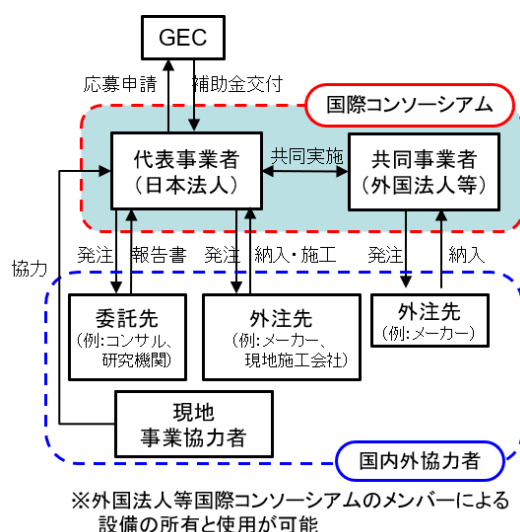 GEC
応募申請
補助金交付
国際コンソーシアム
代表事業者
(日本法人)
共同実施
共同事業者
(外国法人等)
発注
報告書
発注
納入・施工
発注
納入
協力
委託先
(例:コンサル、
研究機関)
外注先
(例:メーカー、
現地施工会社)
外注先
(例:メーカー)
現地
事業協力者
国内外協力者
※外国法人等国際コンソーシアムのメンバーによる
設備の所有と使用が可能